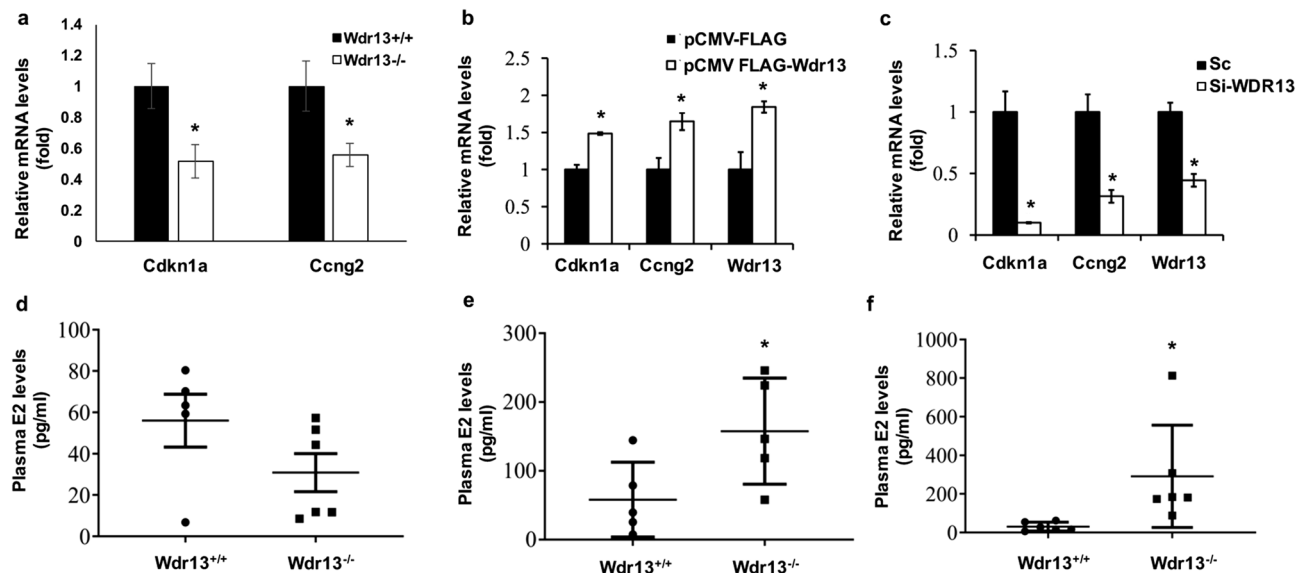 a
1.4
1.2
1
0.8
0.6
0.4
0.2
0
Relative mRNA levels
(fold)
Wdr13+/+
Wdr13-/-
*
*
Cdkn1a Ccng2
b
2.5
2
1.5
1
0.5
0
Relative mRNA levels
(fold)
pCMV-FLAG
pCMV FLAG-Wdr13
*
*
*
Cdkn1a Ccng2 Wdr13
c
1.5
1
0.5
0
Relative mRNA levels
(fold)
Sc
Si-WDR13
*
*
*
Cdkn1a Ccng2 Wdr13
d
100
80
60
40
20
0
Plasma E2 levels
(pg/ml)
Wdr13+/+ Wdr13-/-
e
300
200
100
0
Plasma E2 levels
(pg/ml)
*
Wdr13+/+ Wdr13-/-
f
1000
800
600
400
200
0
Plasma E2 levels
(pg/ml)
*
Wdr13+/+ Wdr13-/-